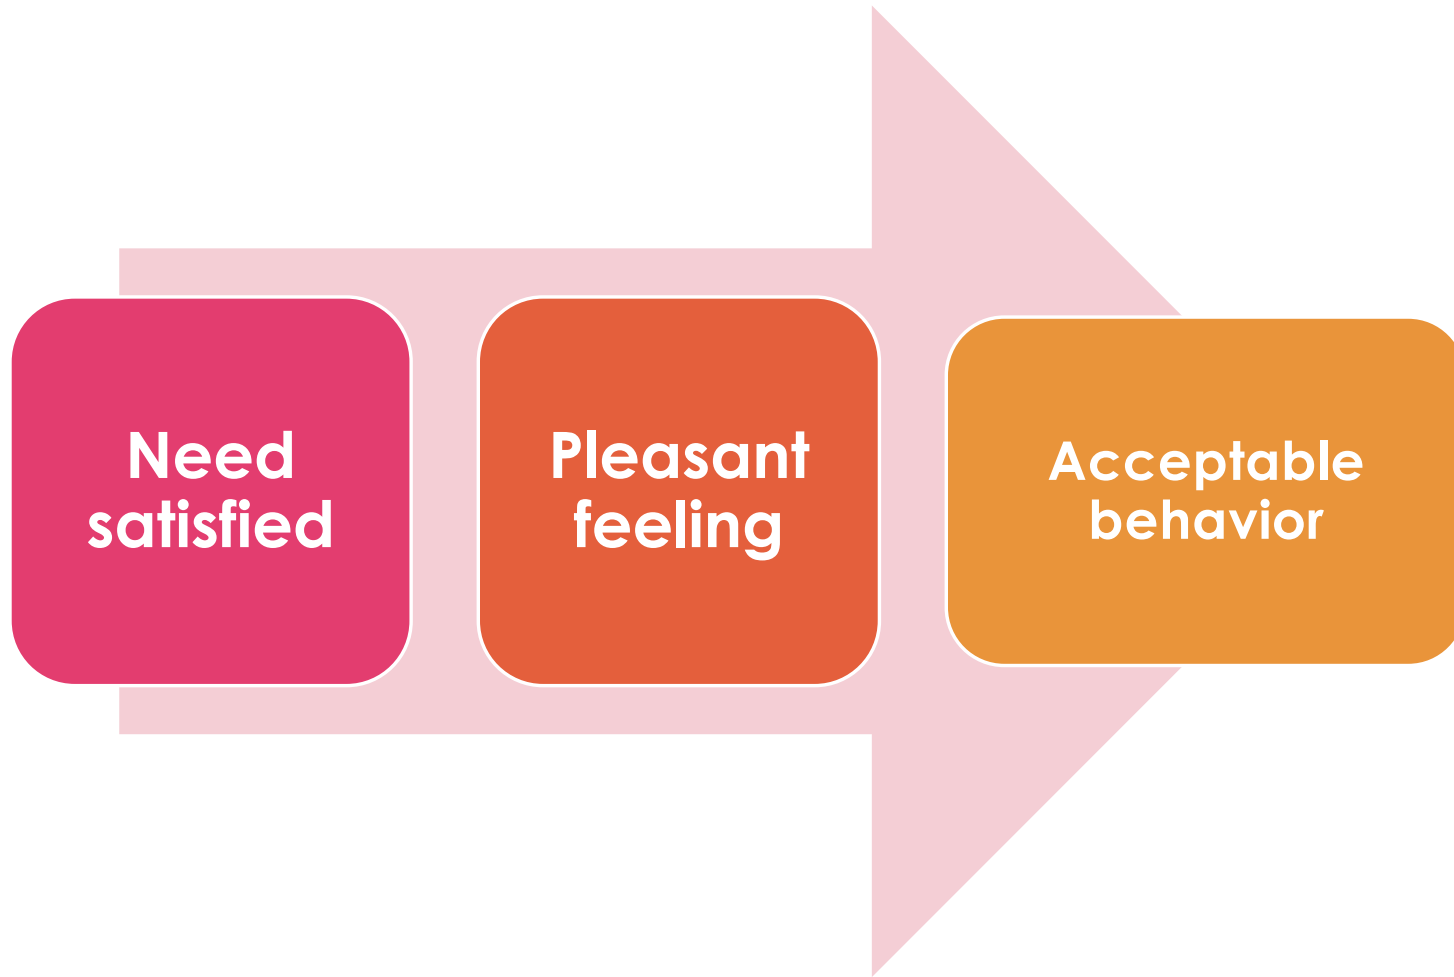 Need
satisfied
Pleasant
feeling
Acceptable
behavior